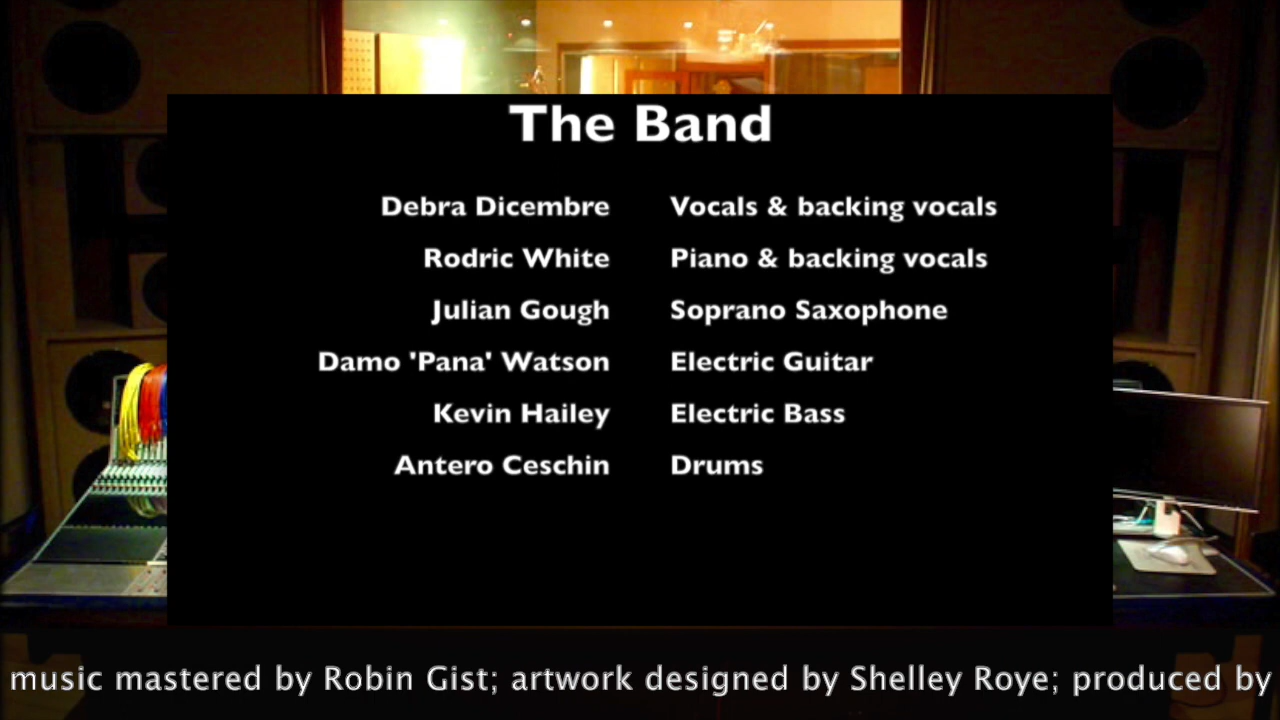 The Band
Debra Dicembre Vocals & backing vocals
Rodric White Piano & backing vocals
Julian Gough Soprano Saxophone
Damo 'Pana' Watson Electric Guitar
Kevin Hailey Electric Bass
Antero Ceschin Drums
music mastered by Robin Gist; artwork designed by Shelley Roye; produced by